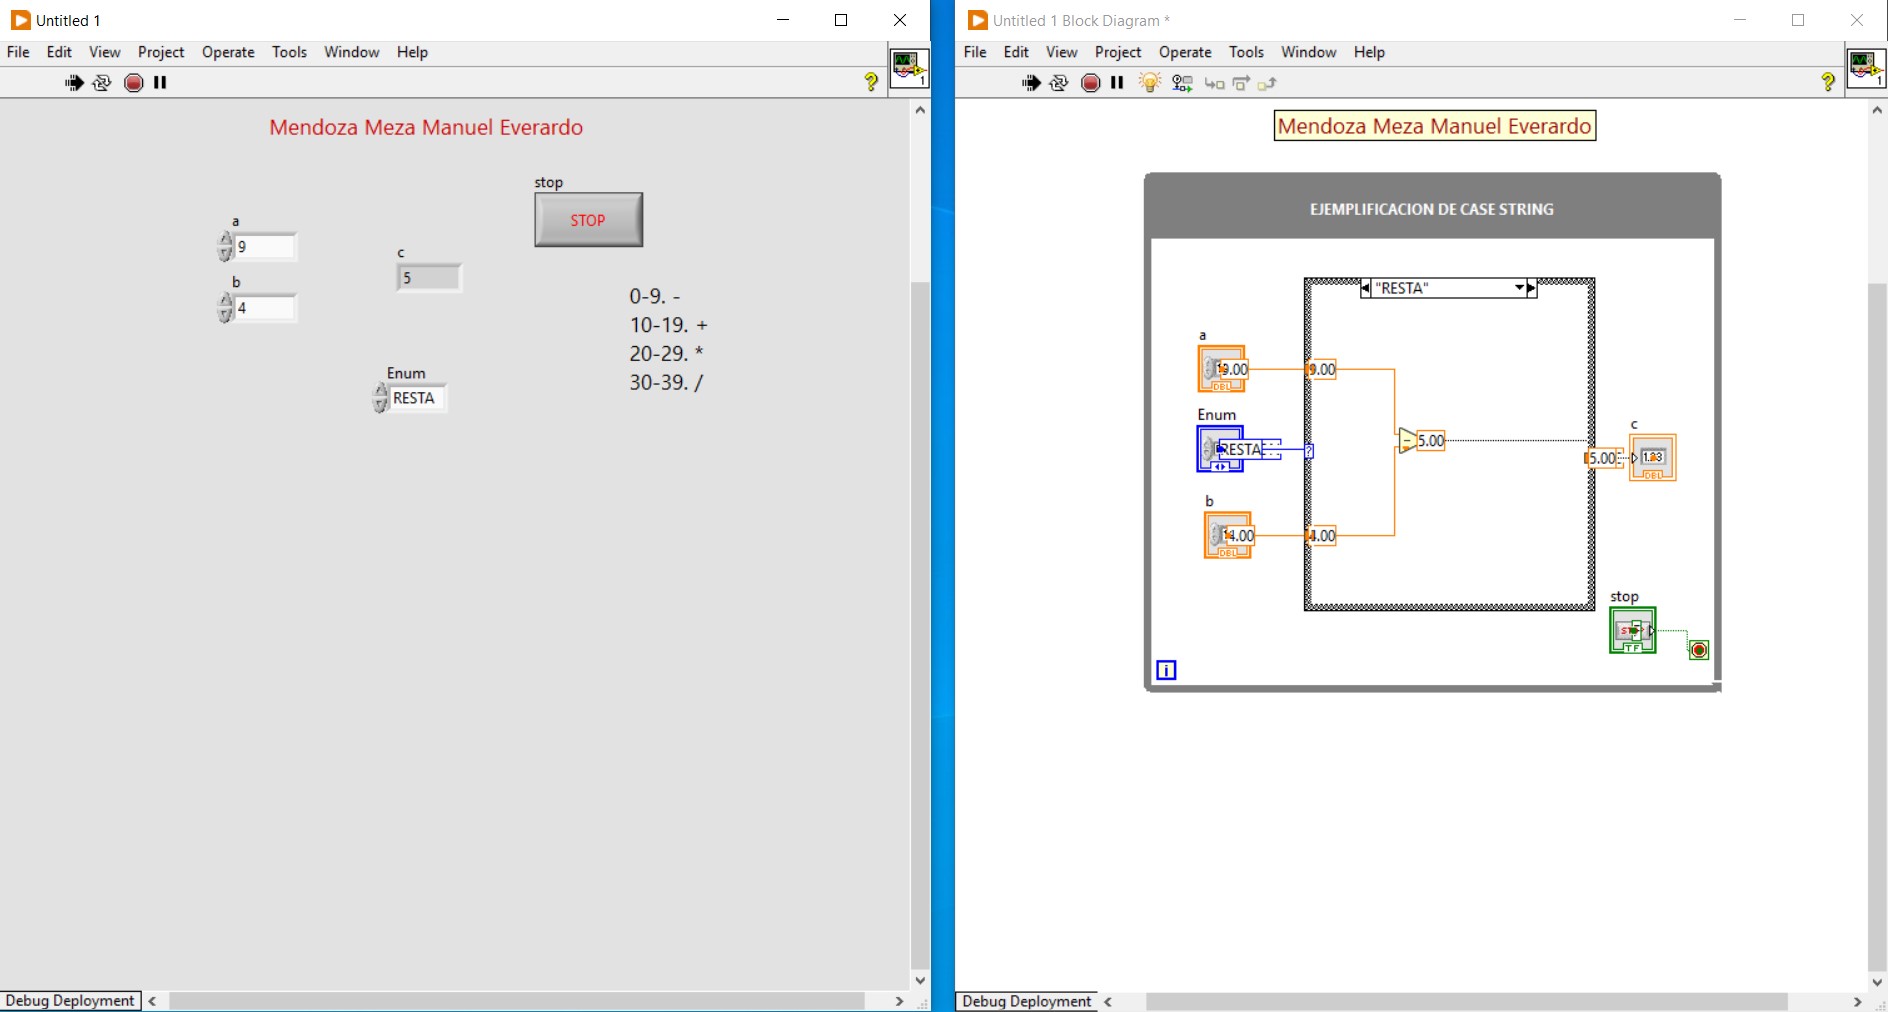 Untitled 1
File Edit View Project Operate Tools Window Help
1
Mendoza Meza Manuel Everardo
stop
STOP
a
9
b
4
c
5
0-9. -
10-19. +
20-29. *
30-39. /
Enum
RESTA
Debug Deployment
Untitled 1 Block Diagram *
File Edit View Project Operate Tools Window Help
1
Mendoza Meza Manuel Everardo
EJEMPLIFICACION DE CASE STRING
"RESTA"
a
9.00
9.00
DBL
Enum
RESTA
?
5.00
c
5.00
1.23
DBL
b
4.00
4.00
DBL
stop
TF
i
Debug Deployment